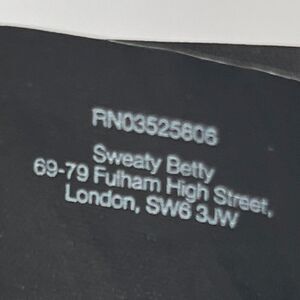 RN03525606
Sweaty Betty
69-79 Fulham High Street,
London, SW6 3JW